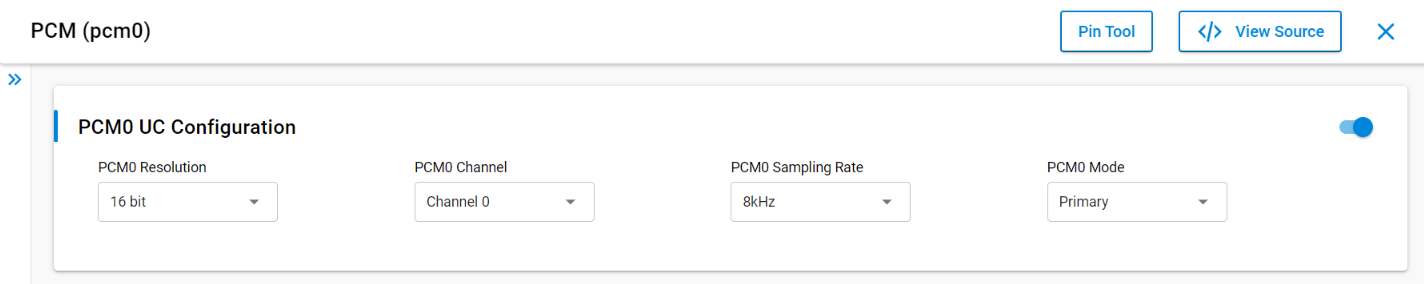 PCM (pcm0)
Pin Tool
</> View Source
PCM0 UC Configuration
PCM0 Resolution PCM0 Channel PCM0 Sampling Rate PCM0 Mode
16 bit Channel 0 8kHz Primary